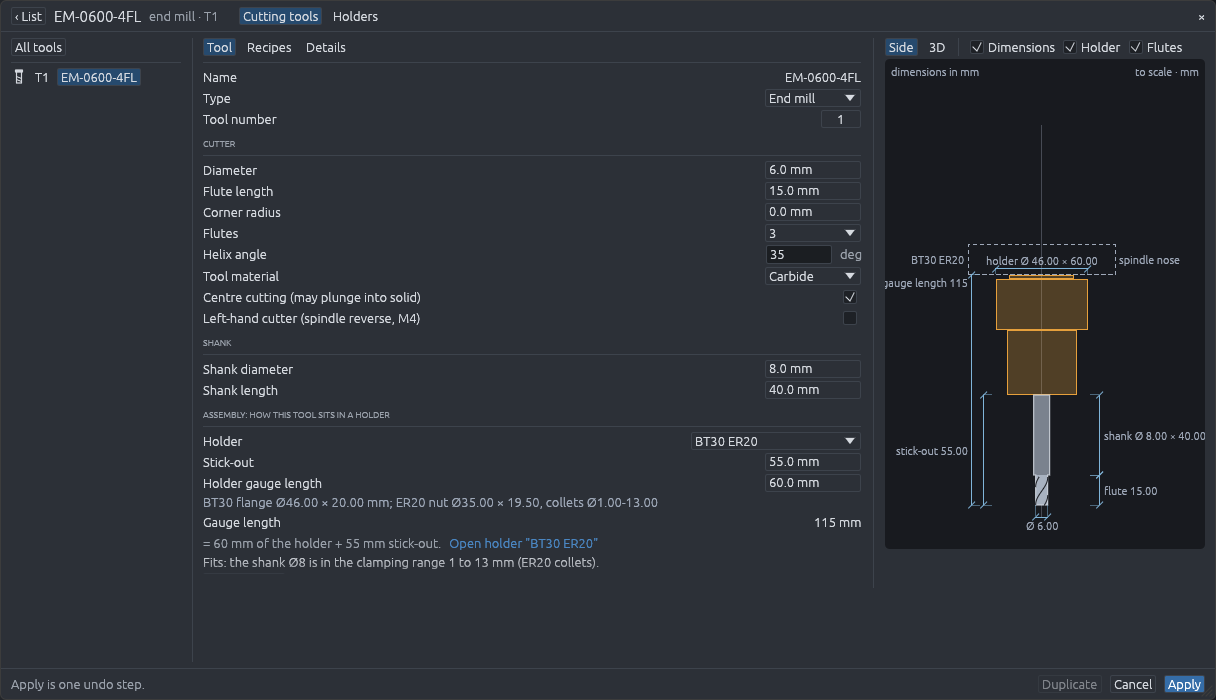 ‹ List EM-0600-4FL end mill · T1 Cutting tools Holders ×
All tools
T1 EM-0600-4FL
Tool Recipes Details
Name EM-0600-4FL
Type End mill
Tool number 1
CUTTER
Diameter 6.0 mm
Flute length 15.0 mm
Corner radius 0.0 mm
Flutes 3
Helix angle 35 deg
Tool material Carbide
Centre cutting (may plunge into solid)
Left-hand cutter (spindle reverse, M4)
SHANK
Shank diameter 8.0 mm
Shank length 40.0 mm
ASSEMBLY: HOW THIS TOOL SITS IN A HOLDER
Holder BT30 ER20
Stick-out 55.0 mm
Holder gauge length 60.0 mm
BT30 flange Ø46.00 × 20.00 mm; ER20 nut Ø35.00 × 19.50, collets Ø1.00-13.00
Gauge length 115 mm
= 60 mm of the holder + 55 mm stick-out. Open holder "BT30 ER20"
Fits: the shank Ø8 is in the clamping range 1 to 13 mm (ER20 collets).
Side 3D Dimensions Holder Flutes
dimensions in mm to scale · mm
BT30 ER20 holder Ø 46.00 × 60.00 spindle nose
gauge length 115
shank Ø 8.00 × 40.00
stick-out 55.00
flute 15.00
Ø 6.00
Apply is one undo step. Duplicate Cancel Apply